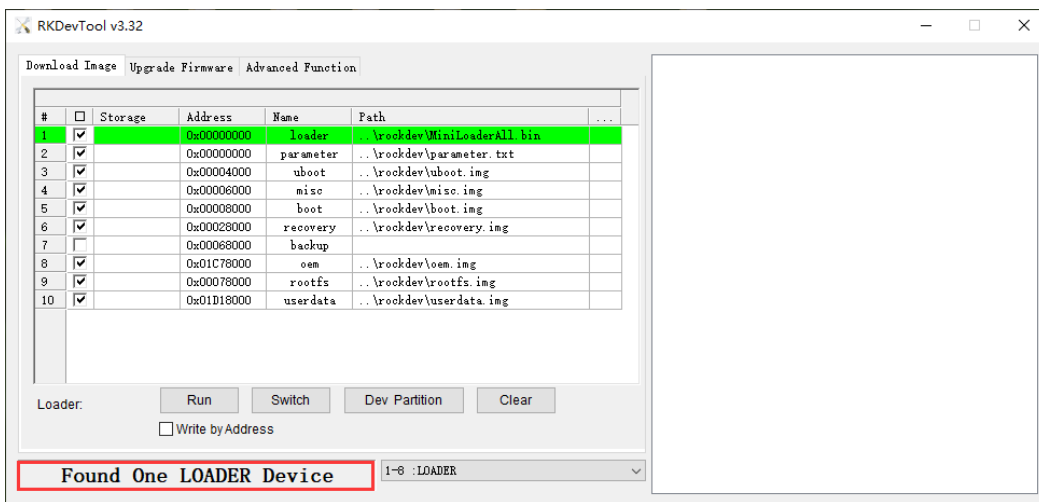 RKDevTool v3.32
Download Image Upgrade Firmware Advanced Function
# Storage Address Name Path ...
1 0x00000000 loader ..\rockdev\MiniLoaderAll.bin
2 0x00000000 parameter ..\rockdev\parameter.txt
3 0x00004000 uboot ..\rockdev\uboot.img
4 0x00006000 misc ..\rockdev\misc.img
5 0x00008000 boot ..\rockdev\boot.img
6 0x00028000 recovery ..\rockdev\recovery.img
7 0x00068000 backup
8 0x01C78000 oem ..\rockdev\oem.img
9 0x00078000 rootfs ..\rockdev\rootfs.img
10 0x01D18000 userdata ..\rockdev\userdata.img
Loader: Run Switch Dev Partition Clear
Write by Address
Found One LOADER Device 1-6 :LOADER